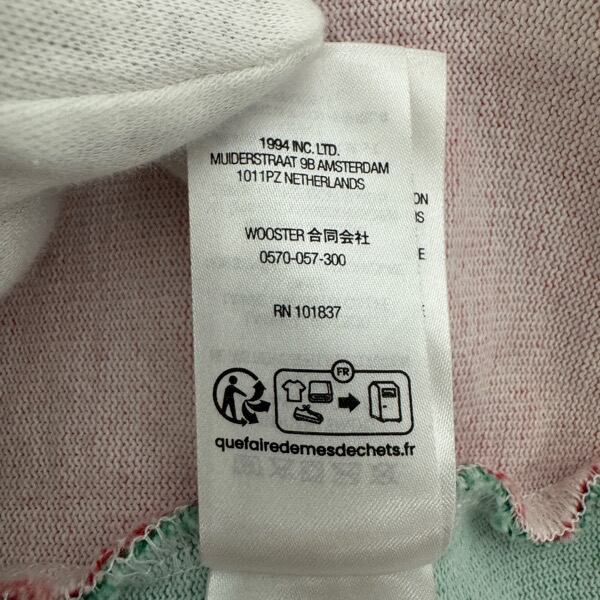 1994 INC. LTD.
MUIDERSTRAAT 9B AMSTERDAM
1011PZ NETHERLANDS
WOOSTER 合同会社
0570-057-300
RN 101837
FR
quefairedemesdechets.fr